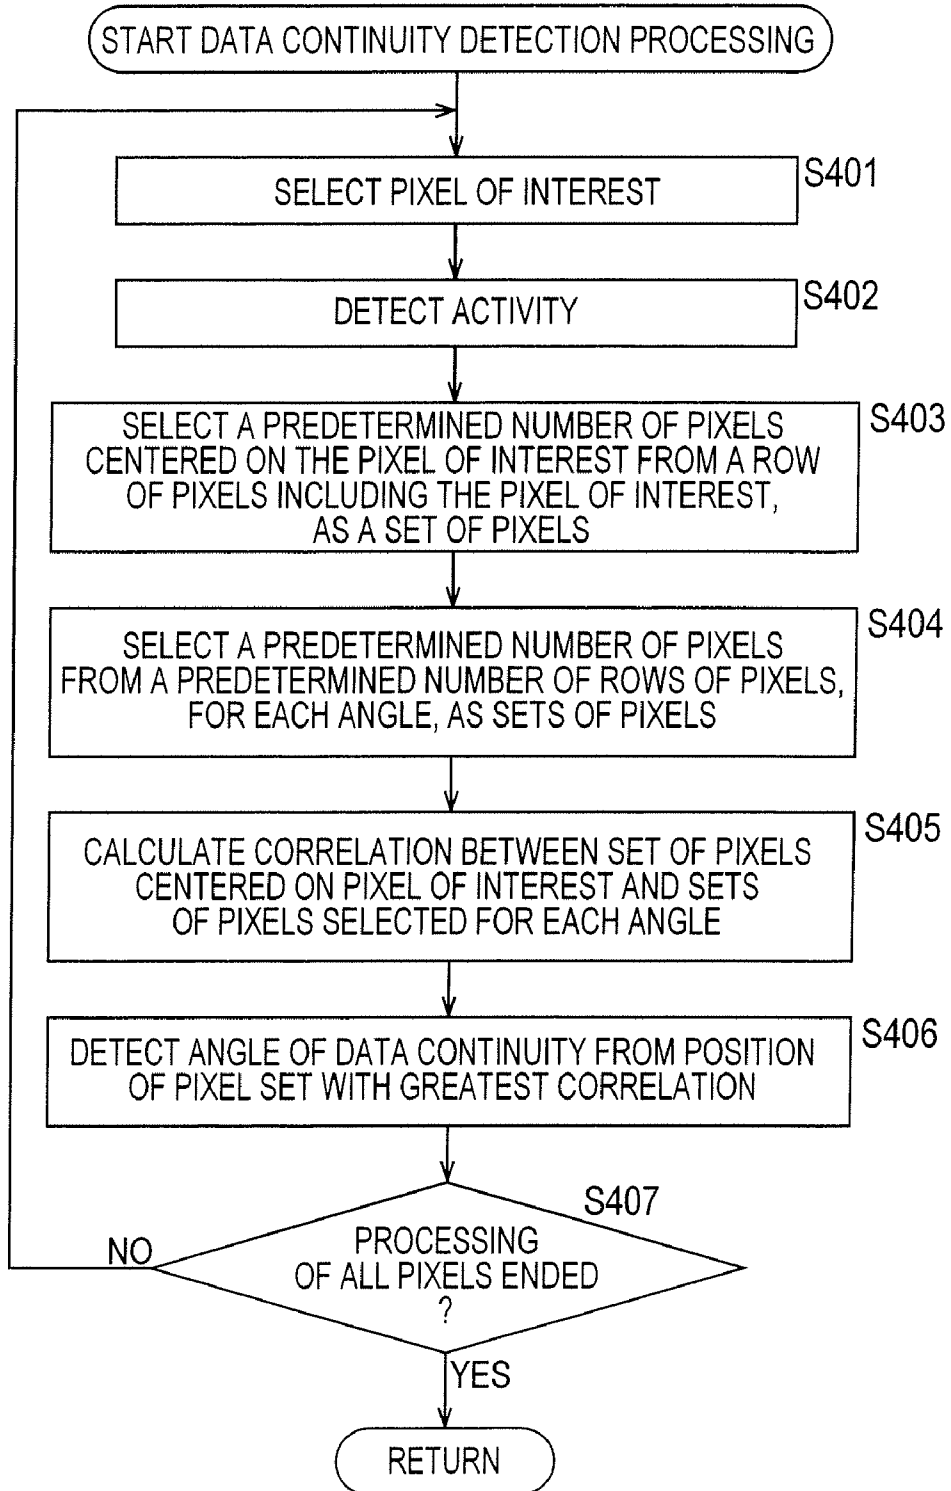 START DATA CONTINUITY DETECTION PROCESSING
SELECT PIXEL OF INTEREST
S401
DETECT ACTIVITY
S402
SELECT A PREDETERMINED NUMBER OF PIXELS
CENTERED ON THE PIXEL OF INTEREST FROM A ROW
OF PIXELS INCLUDING THE PIXEL OF INTEREST,
AS A SET OF PIXELS
S403
SELECT A PREDETERMINED NUMBER OF PIXELS
FROM A PREDETERMINED NUMBER OF ROWS OF PIXELS,
FOR EACH ANGLE, AS SETS OF PIXELS
S404
CALCULATE CORRELATION BETWEEN SET OF PIXELS
CENTERED ON PIXEL OF INTEREST AND SETS
OF PIXELS SELECTED FOR EACH ANGLE
S405
DETECT ANGLE OF DATA CONTINUITY FROM POSITION
OF PIXEL SET WITH GREATEST CORRELATION
S406
S407
PROCESSING
OF ALL PIXELS ENDED
?
NO
YES
RETURN